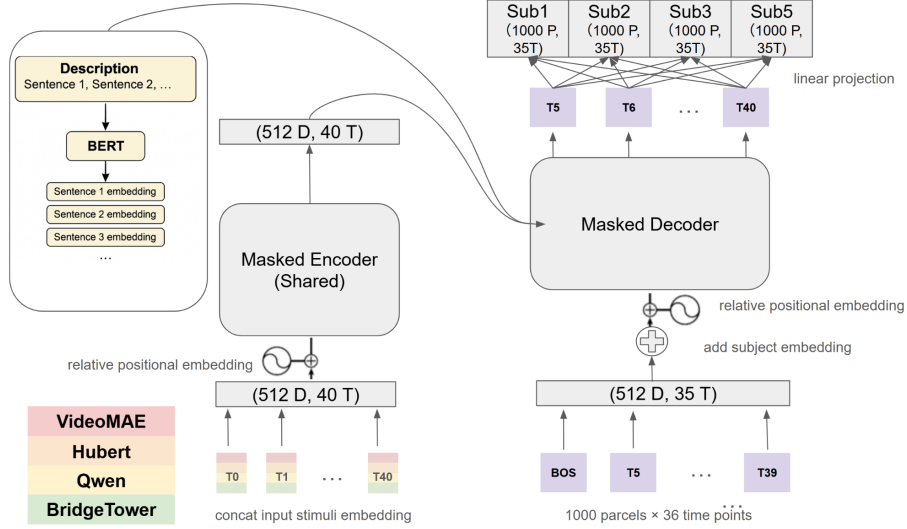 Description
Sentence 1, Sentence 2, ...
BERT
Sentence 1 embedding
Sentence 2 embedding
Sentence 3 embedding
...
(512 D, 40 T)
Masked Encoder
(Shared)
relative positional embedding
(512 D, 40 T)
T0 T1 ... T40
concat input stimuli embedding
VideoMAE
Hubert
Qwen
BridgeTower
Sub1 Sub2 Sub3 Sub5
(1000 P, (1000 P, (1000 P, (1000 P,
35T) 35T) 35T) 35T)
linear projection
T5 T6 ... T40
Masked Decoder
relative positional embedding
add subject embedding
(512 D, 35 T)
BOS T5 ... T39
...
1000 parcels × 36 time points